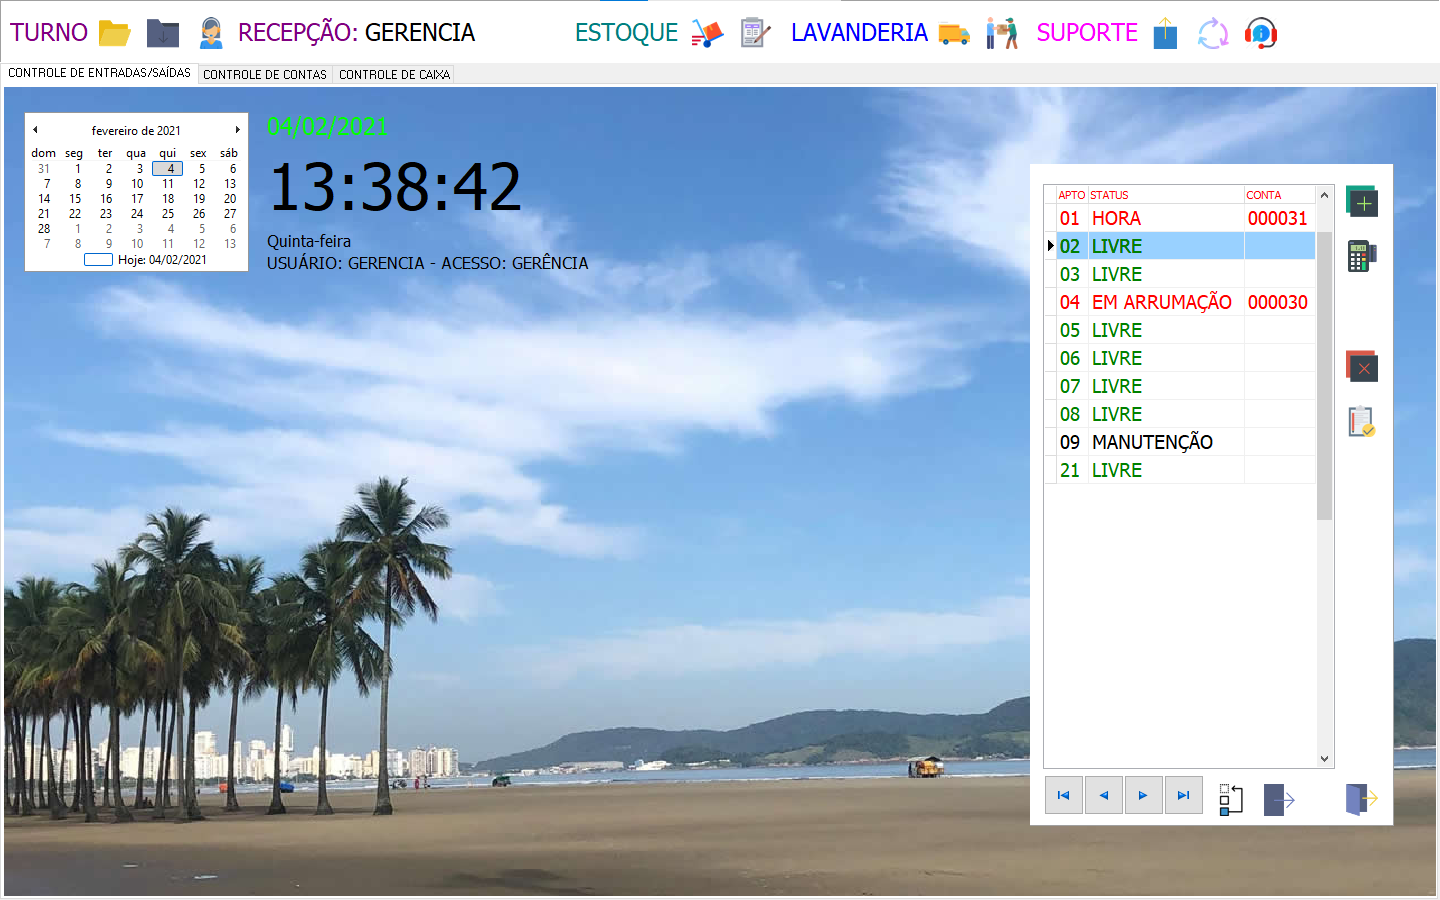 TURNO RECEPÇÃO: GERENCIA ESTOQUE LAVANDERIA SUPORTE
CONTROLE DE ENTRADAS/SAÍDAS CONTROLE DE CONTAS CONTROLE DE CAIXA
fevereiro de 2021
dom seg ter qua qui sex sáb
31 1 2 3 4 5 6
7 8 9 10 11 12 13
14 15 16 17 18 19 20
21 22 23 24 25 26 27
28 1 2 3 4 5 6
7 8 9 10 11 12 13
Hoje: 04/02/2021
04/02/2021
13:38:42
Quinta-feira
USUÁRIO: GERENCIA - ACESSO: GERÊNCIA
APTO STATUS CONTA
01 HORA 000031
02 LIVRE
03 LIVRE
04 EM ARRUMAÇÃO 000030
05 LIVRE
06 LIVRE
07 LIVRE
08 LIVRE
09 MANUTENÇÃO
21 LIVRE